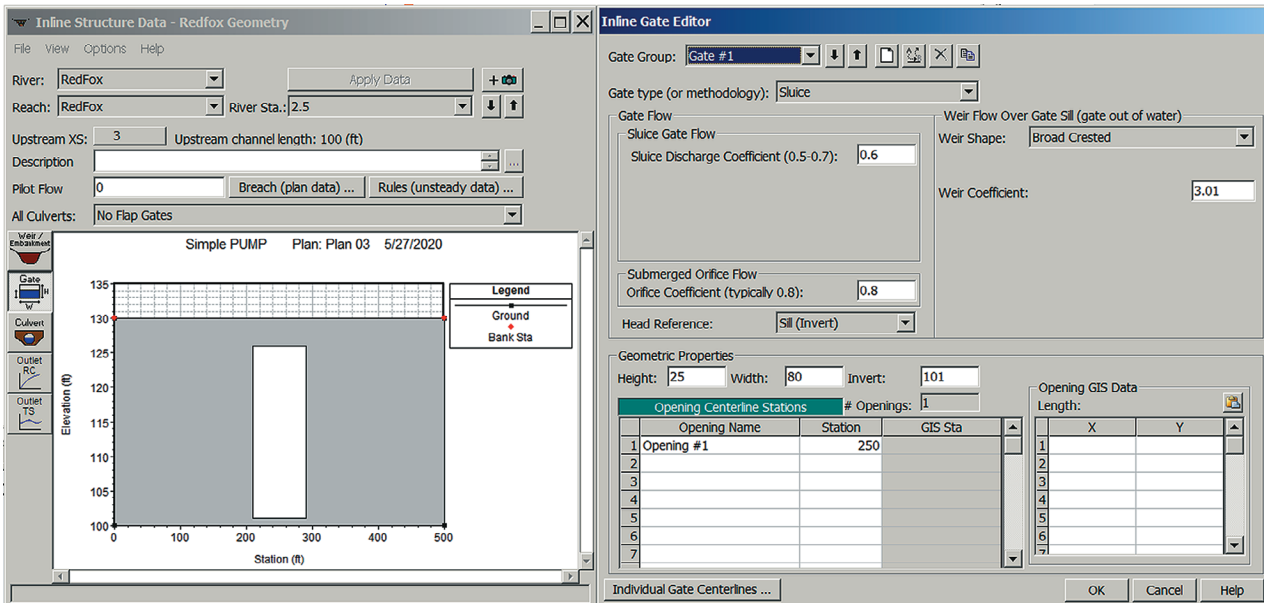 Inline Structure Data - Redfox Geometry
File View Options Help
River: RedFox Apply Data
Reach: RedFox River Sta.: 2.5
Upstream XS: 3 Upstream channel length: 100 (ft)
Description ...
Pilot Flow 0 Breach (plan data) ... Rules (unsteady data) ...
All Culverts: No Flap Gates
Weir / Embankment
Gate
H
W
Culvert
Outlet RC
Outlet TS
Simple PUMP Plan: Plan 03 5/27/2020
Legend
Ground
Bank Sta
135
130
125
120
115
110
105
100
Elevation (ft)
0 100 200 300 400 500
Station (ft)
Inline Gate Editor
Gate Group: Gate #1
Gate type (or methodology): Sluice
Gate Flow
Sluice Gate Flow
Sluice Discharge Coefficient (0.5-0.7): 0.6
Submerged Orifice Flow
Orifice Coefficient (typically 0.8): 0.8
Head Reference: Sill (Invert)
Weir Flow Over Gate Sill (gate out of water)
Weir Shape: Broad Crested
Weir Coefficient: 3.01
Geometric Properties
Height: 25 Width: 80 Invert: 101
Opening Centerline Stations # Openings: 1
Opening Name Station GIS Sta
1 Opening #1 250
2
3
4
5
6
7
Opening GIS Data
Length:
X Y
1
2
3
4
5
6
7
Individual Gate Centerlines ... OK Cancel Help